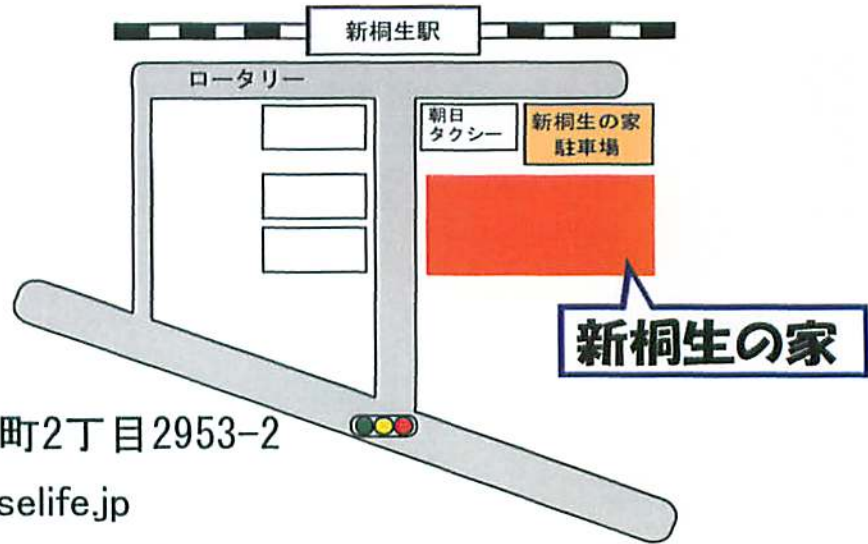 新桐生駅
ロータリー
朝日
タクシー
新桐生の家
駐車場
新桐生の家
町2丁目2953-2
selife.jp